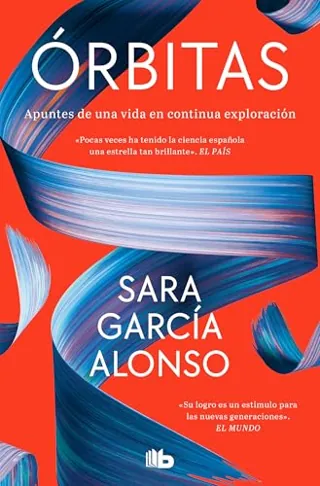 ÓRBITAS
Apuntes de una vida en continua exploración
«Pocas veces ha tenido la ciencia española
una estrella tan brillante». EL PAÍS
SARA
GARCÍA
ALONSO
«Su logro es un estímulo para
las nuevas generaciones».
EL MUNDO
b